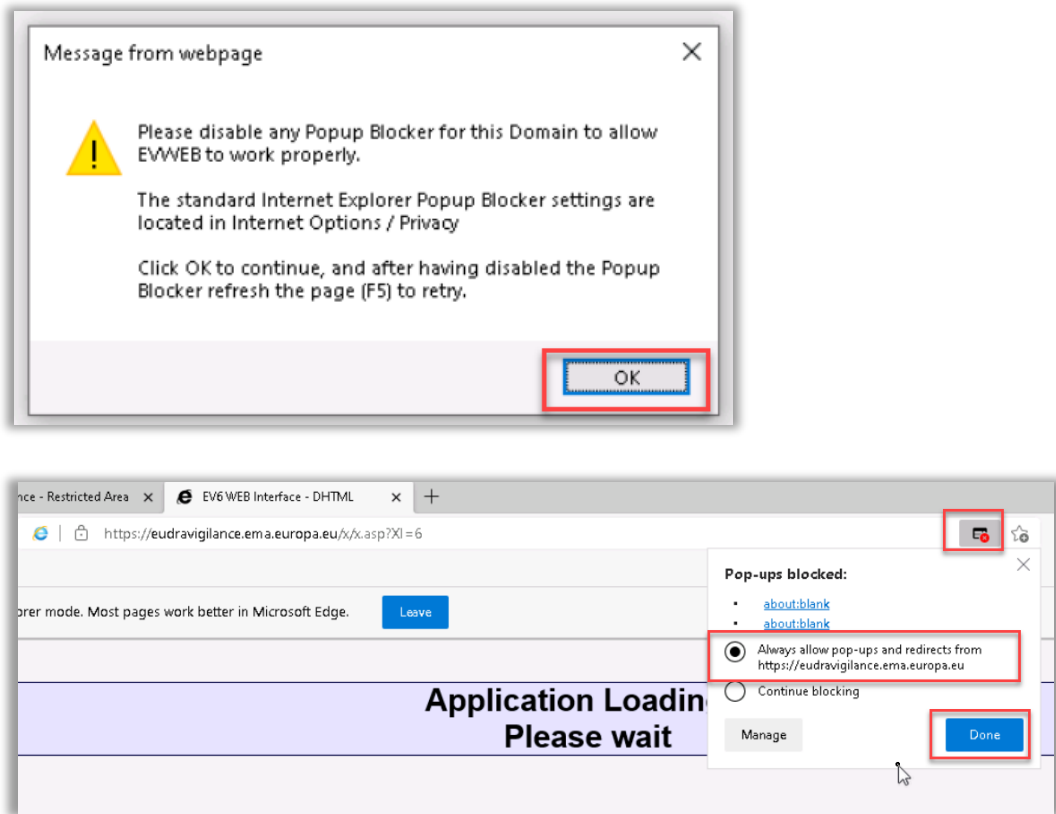 Message from webpage
Please disable any Popup Blocker for this Domain to allow
EVWEB to work properly.
The standard Internet Explorer Popup Blocker settings are
located in Internet Options / Privacy
Click OK to continue, and after having disabled the Popup
Blocker refresh the page (F5) to retry.
OK
nce - Restricted Area
EV6 WEB Interface - DHTML
https://eudravigilance.ema.europa.eu/x/x.asp?XI=6
Pop-ups blocked:
about:blank
about:blank
orer mode. Most pages work better in Microsoft Edge.
Leave
Always allow pop-ups and redirects from
https://eudravigilance.ema.europa.eu
Continue blocking
Application Loading
Please wait
Manage
Done